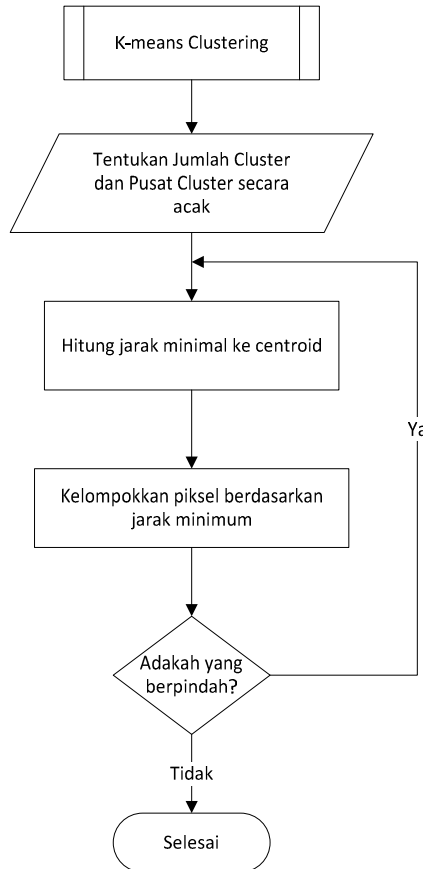 K-means Clustering
Tentukan Jumlah Cluster
dan Pusat Cluster secara
acak
Hitung jarak minimal ke centroid
Kelompokkan piksel berdasarkan
jarak minimum
Ya
Adakah yang
berpindah?
Tidak
Selesai